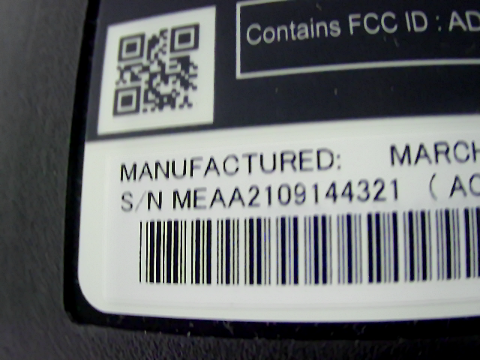 Contains FCC ID : AD
MANUFACTURED: MARCH
S/N MEAA2109144321 ( AC